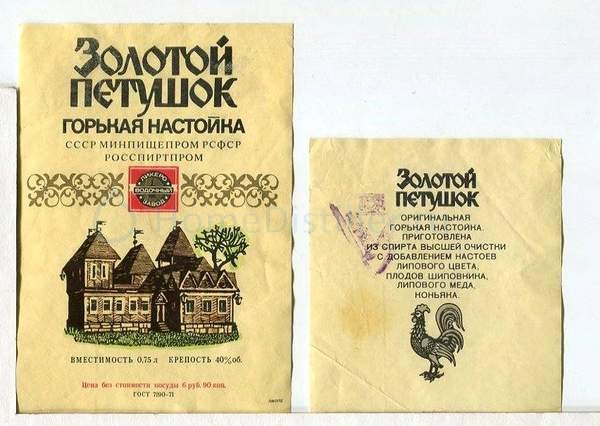 Золотой
петушок
ГОРЬКАЯ НАСТОЙКА
СССР МИНПИЩЕПРОМ РСФСР
РОССПИРТПРОМ
ЛИКЕРО
ВОДОЧНЫЙ
ЗАВОД
HomeDistiller
ВМЕСТИМОСТЬ 0,75 л КРЕПОСТЬ 40% об.
Цена без стоимости посуды 6 руб. 90 коп.
ГОСТ 7190-71
Золотой
петушок
ОРИГИНАЛЬНАЯ
ГОРЬКАЯ НАСТОЙКА.
ПРИГОТОВЛЕНА
ИЗ СПИРТА ВЫСШЕЙ ОЧИСТКИ
С ДОБАВЛЕНИЕМ НАСТОЕВ
ЛИПОВОГО ЦВЕТА,
ПЛОДОВ ШИПОВНИКА,
ЛИПОВОГО МЕДА,
КОНЬЯКА.